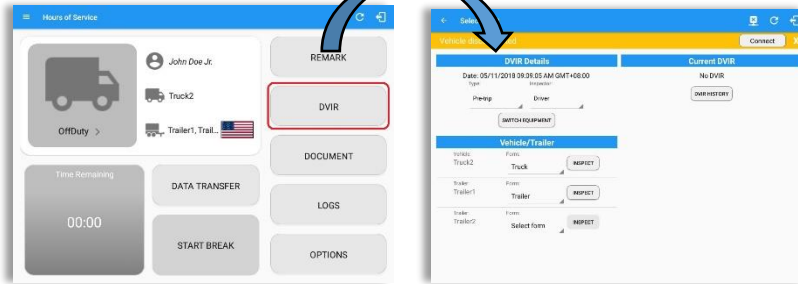 Hours of Service
John Doe Jr.
Truck2
OffDuty >
Trailer1, Trail...
Time Remaining
00:00
DATA TRANSFER
START BREAK
REMARK
DVIR
DOCUMENT
LOGS
OPTIONS
Vehicle
Connect
DVIR Details
Date: 05/11/2018 09:09:05 AM GMT+08:00
Type
Inspection
Pre-trip
Driver
SWITCH EQUIPMENT
Vehicle/Trailer
Vehicle
Form
Truck2
Truck
INSPECT
Trailer
Form
Trailer1
Trailer
INSPECT
Trailer
Form
Trailer2
Select form
INSPECT
Current DVIR
No DVIR
DVIR HISTORY